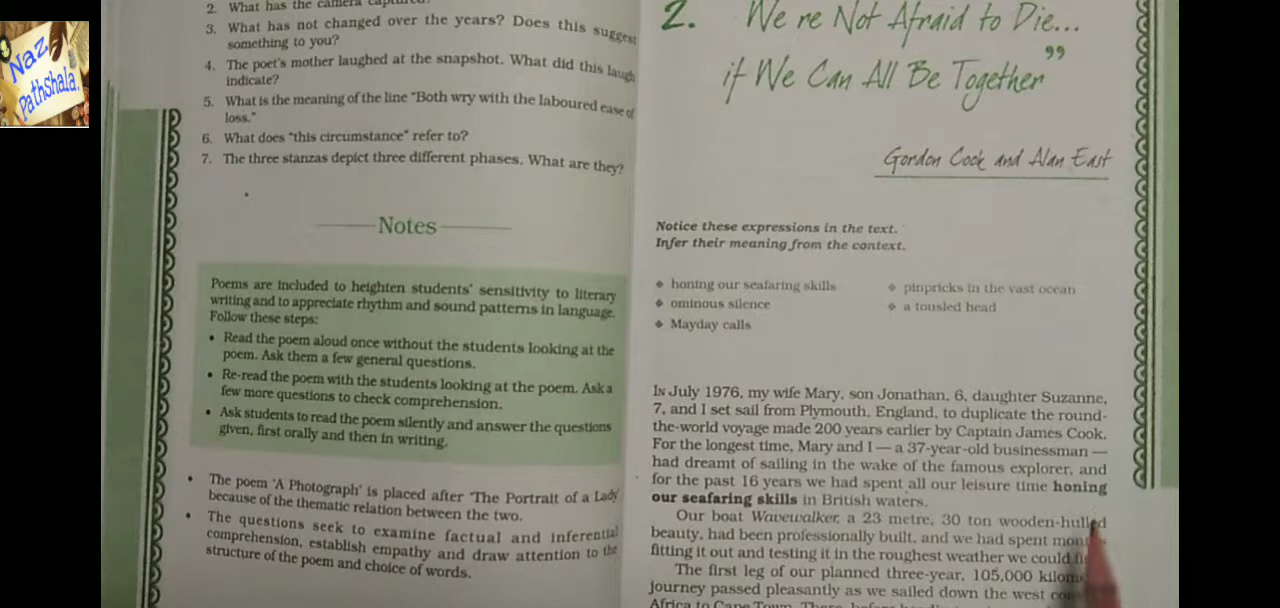 Naz
Pathshala.
2. What has the camera captured?
3. What has not changed over the years? Does this suggest
something to you?
4. The poet's mother laughed at the snapshot. What did this laugh
indicate?
5. What is the meaning of the line "Both wry with the laboured ease of
loss."
6. What does "this circumstance" refer to?
7. The three stanzas depict three different phases. What are they?
Notes
Poems are included to heighten students' sensitivity to literary
writing and to appreciate rhythm and sound patterns in language.
Follow these steps:
• Read the poem aloud once without the students looking at the
poem. Ask them a few general questions.
• Re-read the poem with the students looking at the poem. Ask a
few more questions to check comprehension.
• Ask students to read the poem silently and answer the questions
given, first orally and then in writing.
• The poem 'A Photograph' is placed after 'The Portrait of a Lady'
because of the thematic relation between the two.
• The questions seek to examine factual and inferential
comprehension, establish empathy and draw attention to the
structure of the poem and choice of words.
2. We're Not Afraid to Die...
if We Can All Be Together"
Gordon Cook and Alan East
Notice these expressions in the text.
Infer their meaning from the context.
❖ honing our seafaring skills ❖ pinpricks in the vast ocean
❖ ominous silence ❖ a tousled head
❖ Mayday calls
In July 1976, my wife Mary, son Jonathan, 6, daughter Suzanne,
7, and I set sail from Plymouth, England, to duplicate the round-
the-world voyage made 200 years earlier by Captain James Cook.
For the longest time, Mary and I — a 37-year-old businessman —
had dreamt of sailing in the wake of the famous explorer, and
for the past 16 years we had spent all our leisure time honing
our seafaring skills in British waters.
Our boat Wavewalker, a 23 metre, 30 ton wooden-hulled
beauty, had been professionally built, and we had spent
fitting it out and testing it in the roughest weather we could
The first leg of our planned three-year, 105,000
journey passed pleasantly as we sailed down the west
Africa to Cape Town. There, before